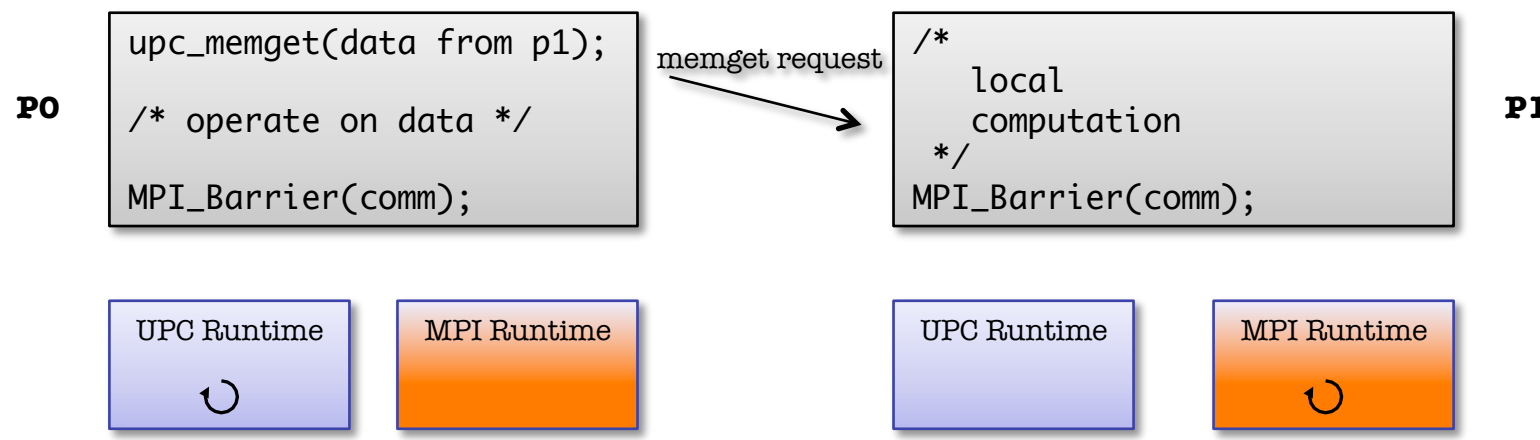 P0
upc_memget(data from p1);
/* operate on data */
MPI_Barrier(comm);
memget request
/*
local
computation
*/
MPI_Barrier(comm);
P1
UPC Runtime
MPI Runtime
UPC Runtime
MPI Runtime